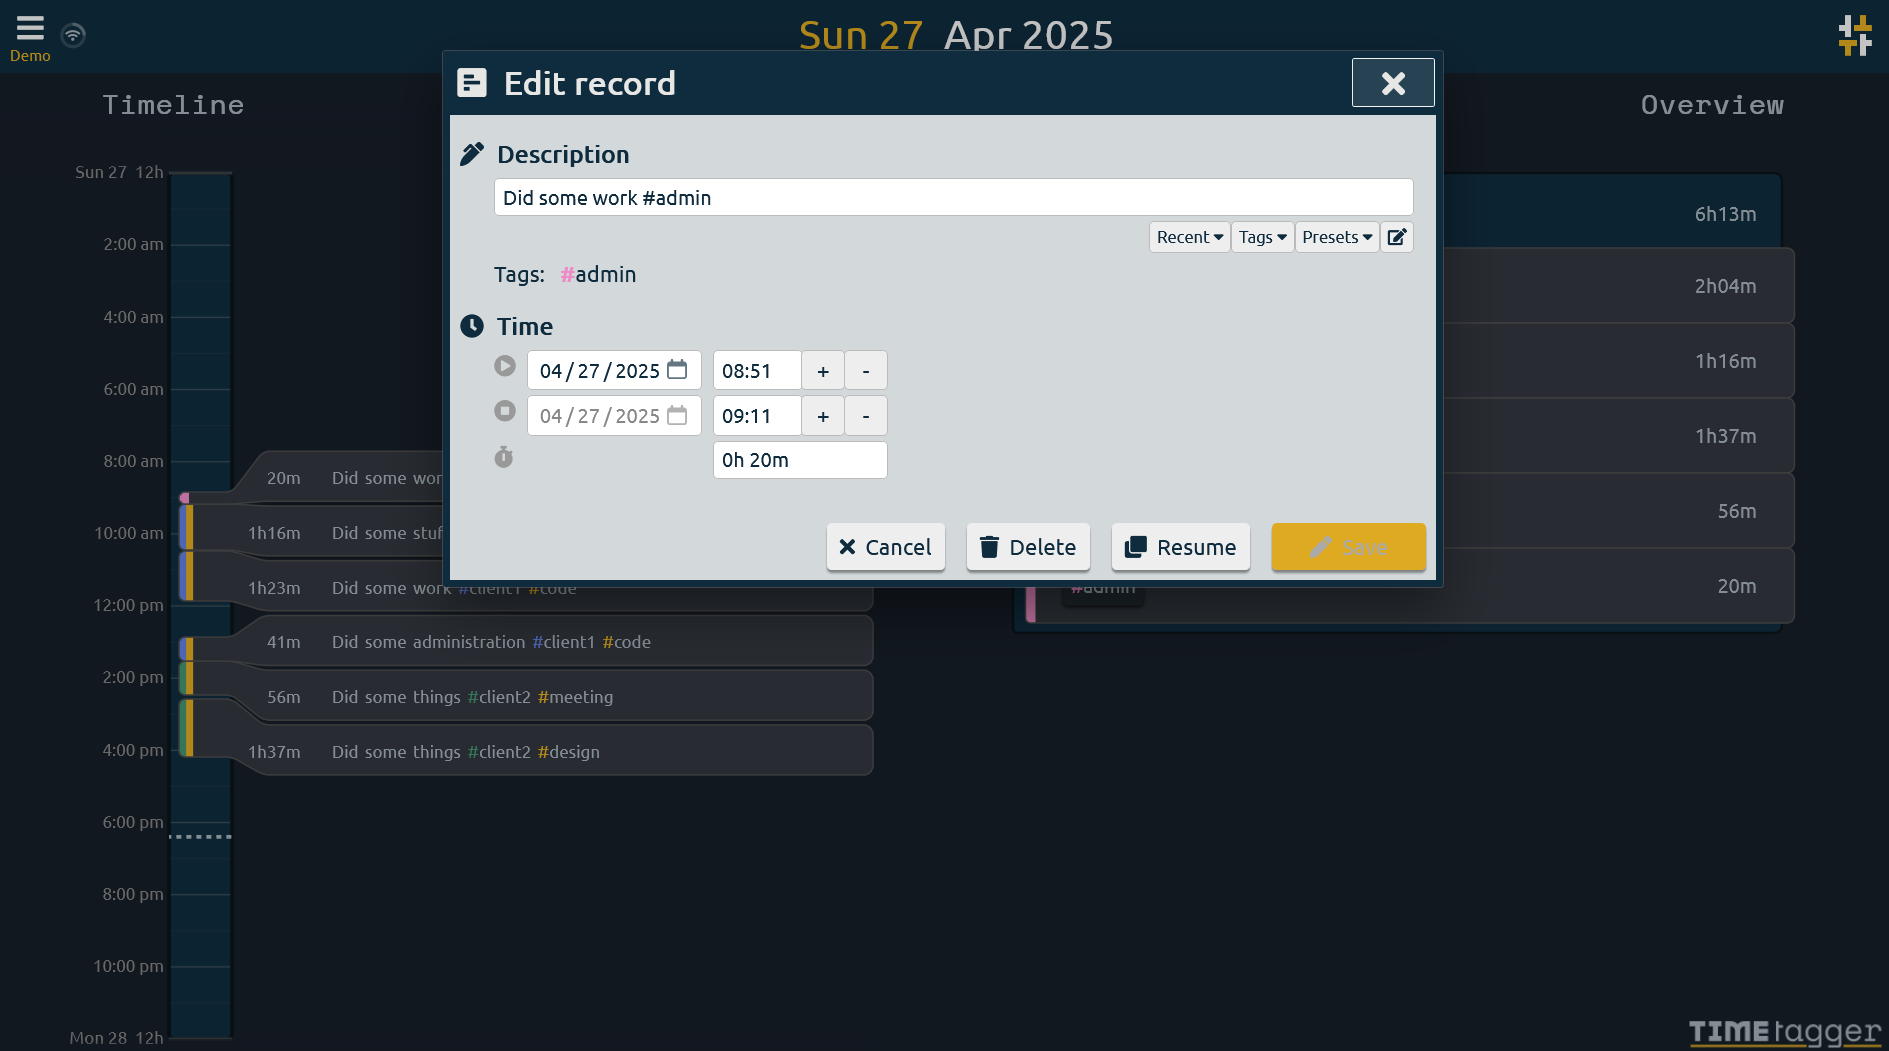 Demo
Sun 27 Apr 2025
Timeline
Overview
Edit record
Description
Did some work #admin
Recent
Tags
Presets
Tags: #admin
Time
04/27/2025 08:51 + -
04/27/2025 09:11 + -
0h 20m
Cancel
Delete
Resume
Save
Sun 27 12h
2:00 am
4:00 am
6:00 am
8:00 am
10:00 am
12:00 pm
2:00 pm
4:00 pm
6:00 pm
8:00 pm
10:00 pm
Mon 28 12h
20m Did some wor
1h16m Did some stuf
1h23m Did some work #client1 #code
41m Did some administration #client1 #code
56m Did some things #client2 #meeting
1h37m Did some things #client2 #design
6h13m
2h04m
1h16m
1h37m
56m
#admin 20m
TIMEtagger